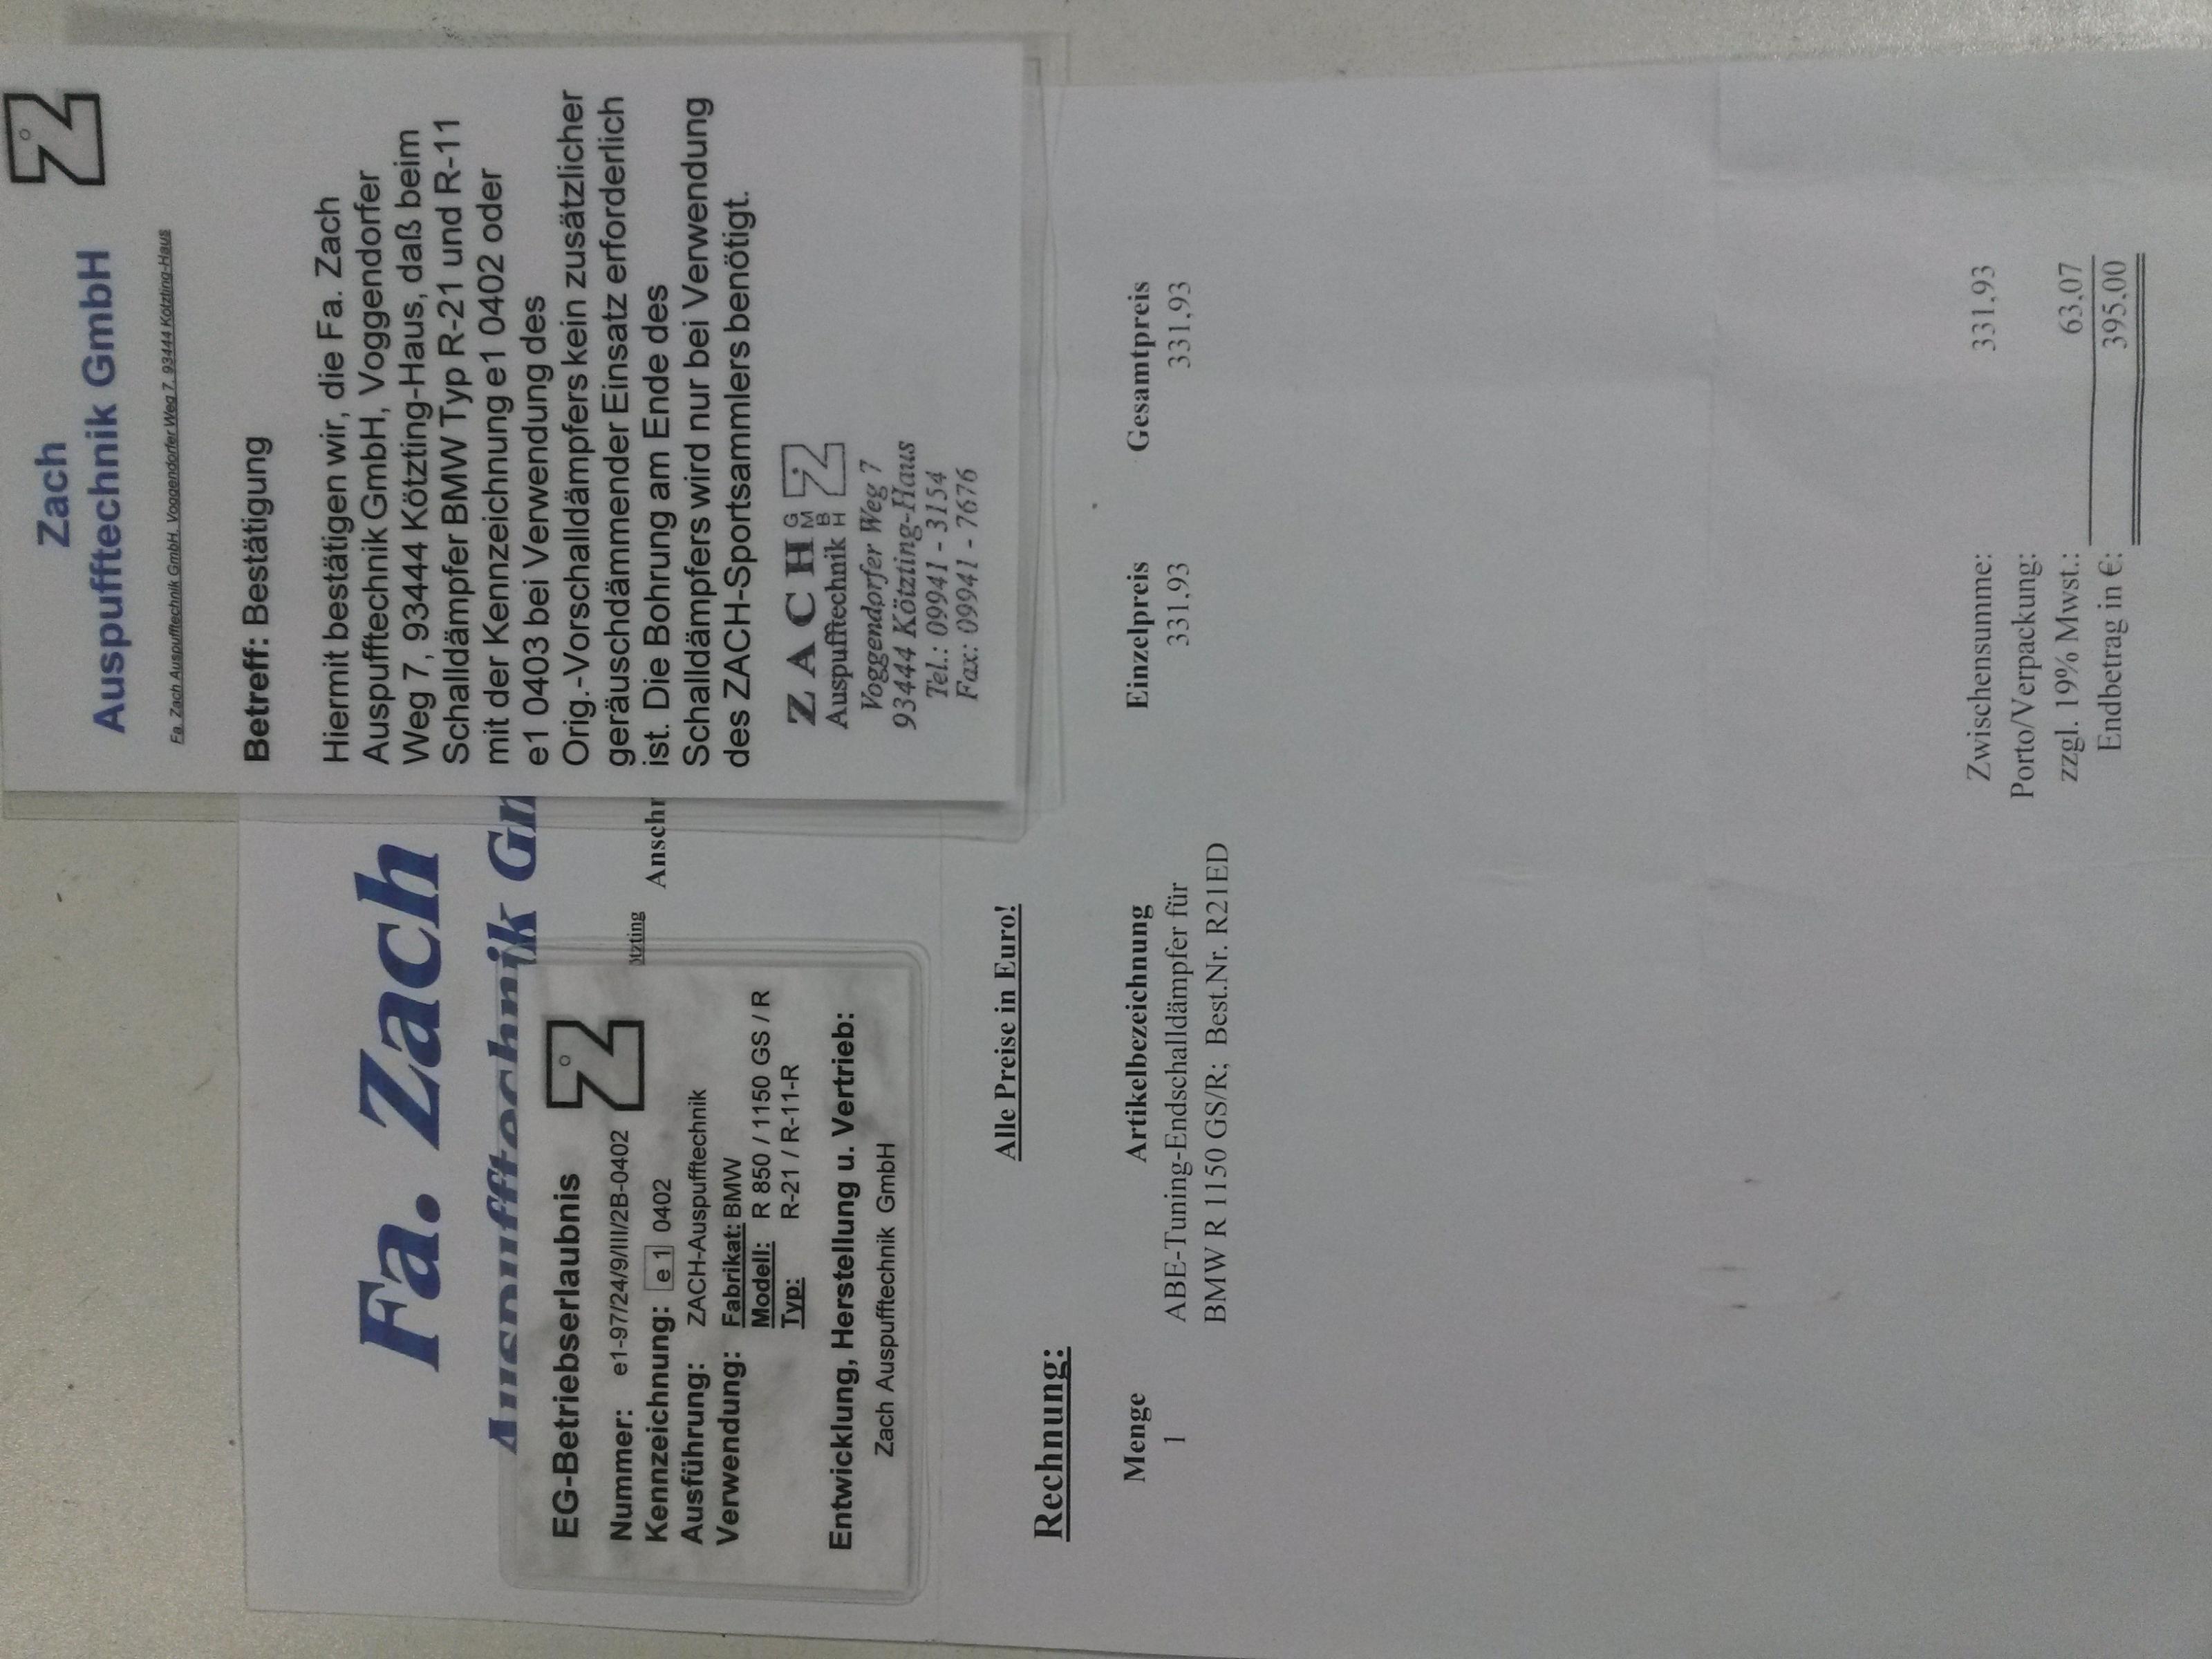 Zach
Auspufftechnik GmbH
Fa. Zach Auspufftechnik GmbH, Voggendorfer Weg 7, 93444 Kötzting-Haus
Betreff: Bestätigung
Hiermit bestätigen wir, die Fa. Zach
Auspufftechnik GmbH, Voggendorfer
Weg 7, 93444 Kötzting-Haus, daß beim
Schalldämpfer BMW Typ R-21 und R-11
mit der Kennzeichnung e1 0402 oder
e1 0403 bei Verwendung des
Orig.-Vorschalldämpfers kein zusätzlicher
geräuschdämmender Einsatz erforderlich
ist. Die Bohrung am Ende des
Schalldämpfers wird nur bei Verwendung
des ZACH-Sportsammlers benötigt.
ZACH GMBH
Auspufftechnik
Voggendorfer Weg 7
93444 Kötzting-Haus
Tel.: 09941 - 3154
Fax: 09941 - 7676
Fa. Zach
Auspufftechnik Gm
ötzting
Anschr
EG-Betriebserlaubnis
Nummer: e1-97/24/9/III/2B-0402
Kennzeichnung: e 1 0402
Ausführung: ZACH-Auspufftechnik
Verwendung: Fabrikat: BMW
Modell: R 850 / 1150 GS / R
Typ: R-21 / R-11-R
Entwicklung, Herstellung u. Vertrieb:
Zach Auspufftechnik GmbH
Alle Preise in Euro!
Rechnung:
Menge Artikelbezeichnung Einzelpreis Gesamtpreis
1 ABE-Tuning-Endschalldämpfer für 331,93 331,93
BMW R 1150 GS/R; Best.Nr. R21ED
Zwischensumme: 331,93
Porto/Verpackung:
zzgl. 19% Mwst.: 63,07
Endbetrag in €: 395,00